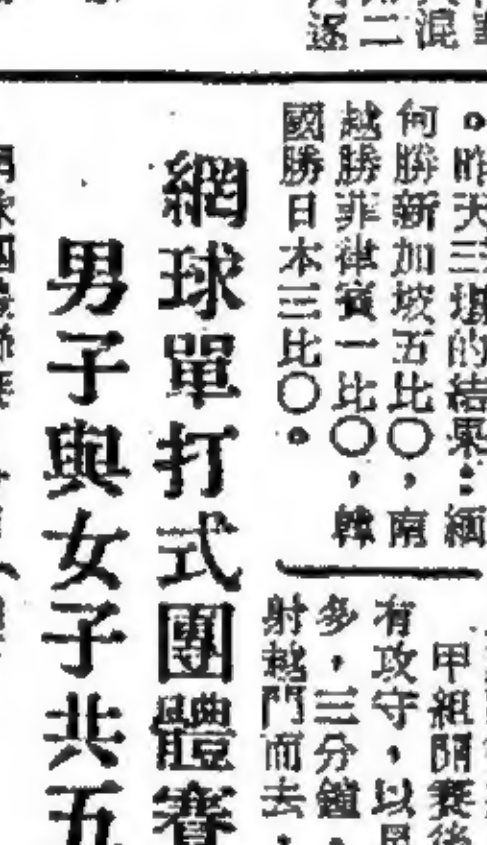 。昨天三場的結果：緬
何勝新加坡五比〇，南
越勝菲律賓一比〇，韓
國勝日本三比〇。
甲組開賽後
有攻守，以
多，三分鐘，
射越門而去，
網球單打式團體賽
男子與女子共五